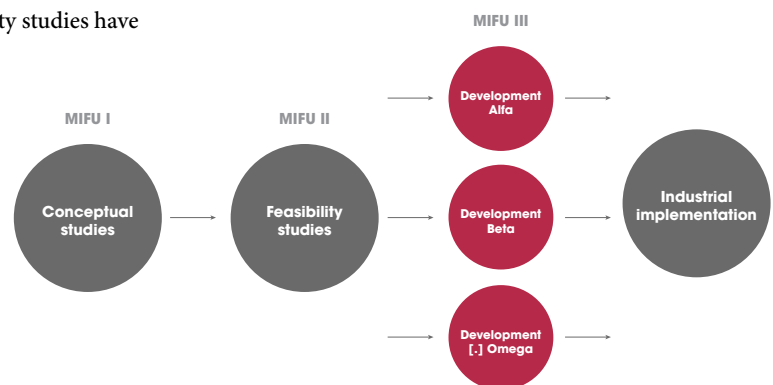 ty studies have
MIFU III
Development
Alfa
MIFU I
MIFU II
Conceptual
studies
Feasibility
studies
Development
Beta
Industrial
implementation
Development
[.] Omega